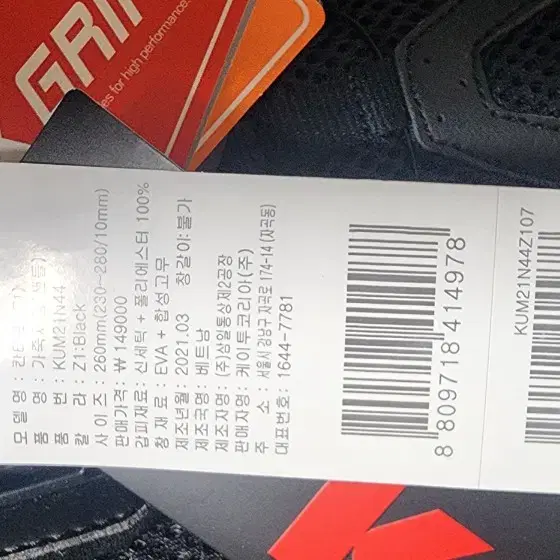 GRI
es for high performance.
모델명 :
품 명 : 가죽
품 번 : KUM21N44
칼 라 : Z1:Black
사 이 즈 : 260mm(230~280/10mm)
판매가격 : ₩ 149000
갑피재료 : 신세틱 + 폴리에스터 100%
창 재 료 : EVA + 합성고무
제조년월 : 2021.03 창갈이:불가
제조국명 : 베트남
제조자명 : (주)삼일통상제2공장
판매자명 : 케이투코리아(주)
주 소 : 서울시 강남구 자곡로 174-14 (자곡동)
대표번호 : 1644-7781
8 809718 414978
KUM21N44Z107